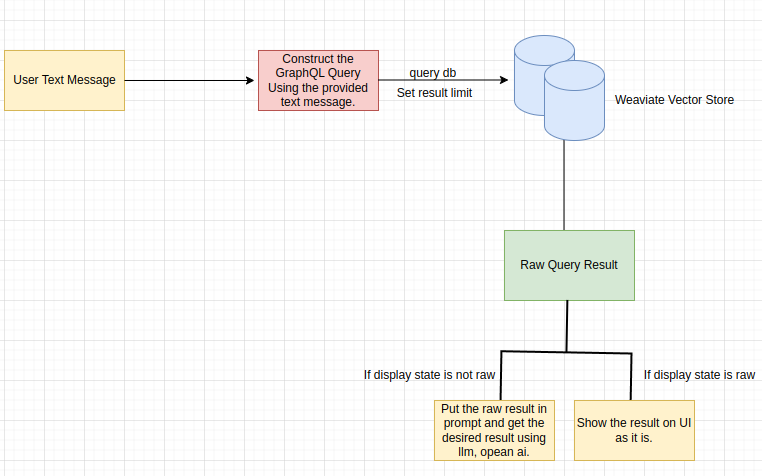 User Text Message
Construct the
GraphQL Query
Using the provided
text message.
query db
Set result limit
Weaviate Vector Store
Raw Query Result
If display state is not raw
If display state is raw
Put the raw result in
prompt and get the
desired result using
llm, opean ai.
Show the result on UI
as it is.